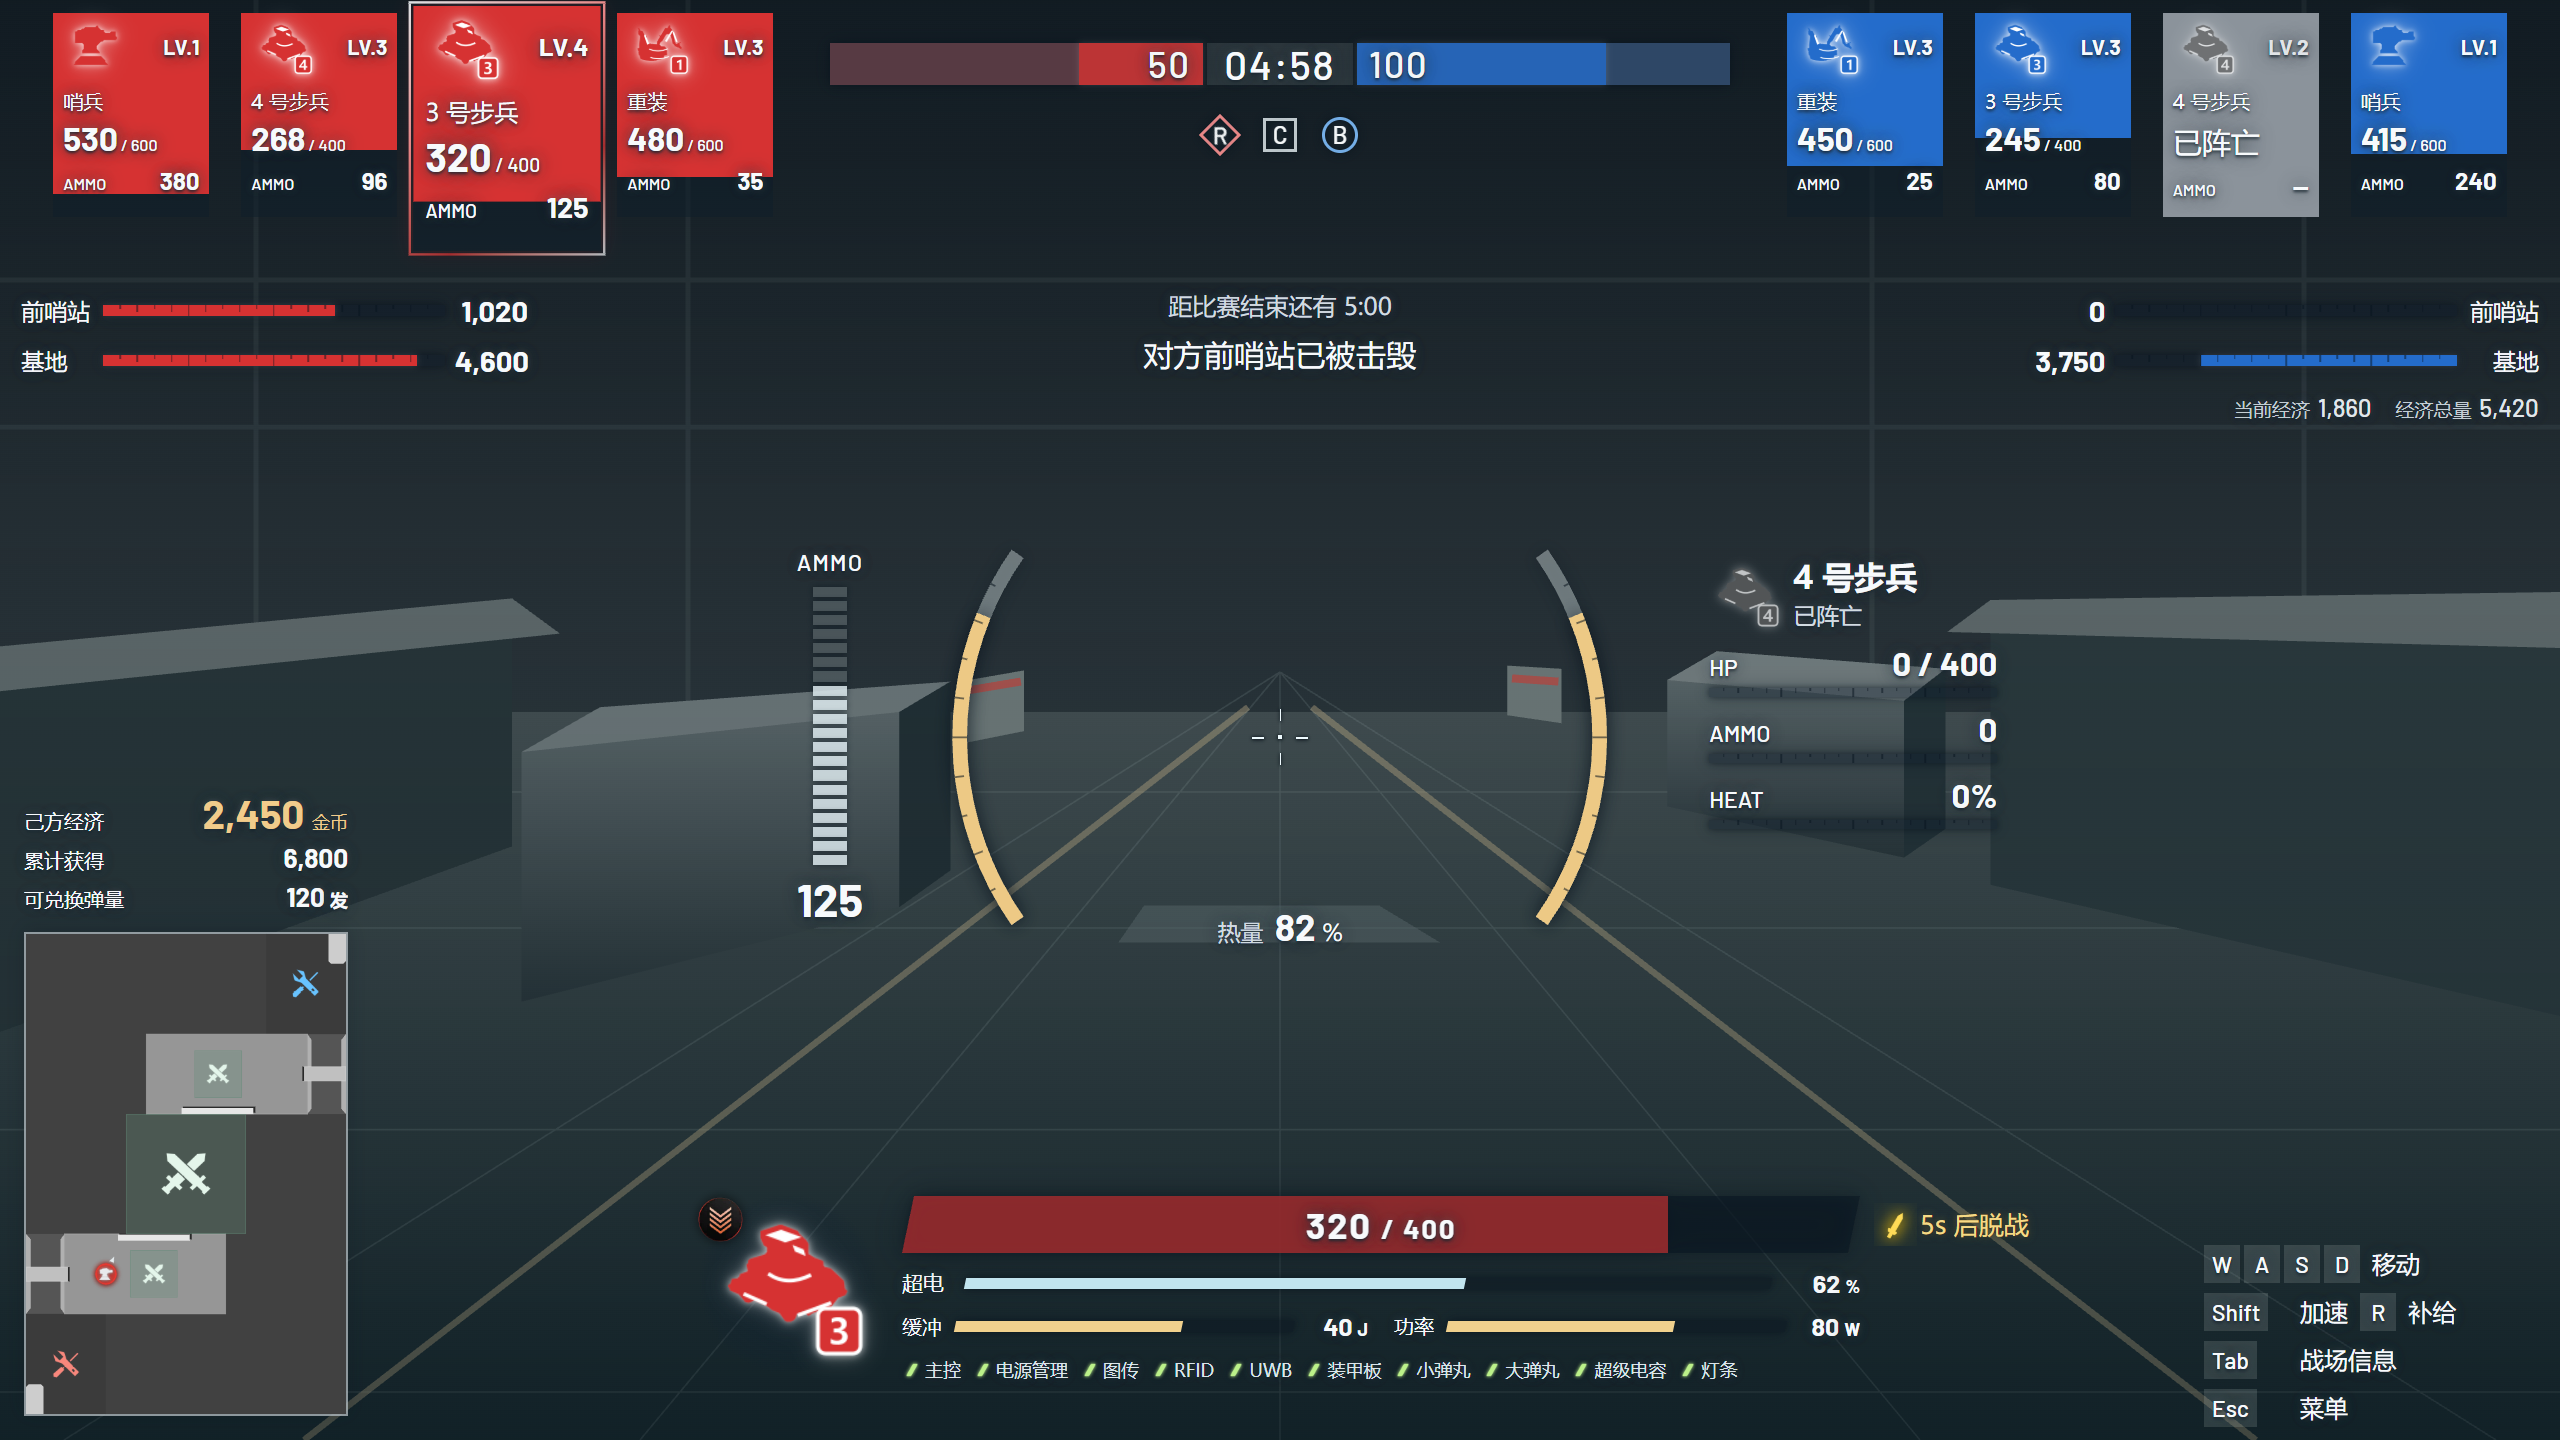 LV.1
哨兵
530 / 600
AMMO 380
4 LV.3
4 号步兵
268 / 400
AMMO 96
3 LV.4
3 号步兵
320 / 400
AMMO 125
1 LV.3
重装
480 / 600
AMMO 35
50 04:58 100
R C B
1 LV.3
重装
450 / 600
AMMO 25
3 LV.3
3 号步兵
245 / 400
AMMO 80
4 LV.2
4 号步兵
已阵亡
AMMO –
LV.1
哨兵
415 / 600
AMMO 240
前哨站 1,020
基地 4,600
距比赛结束还有 5:00
对方前哨站已被击毁
0 前哨站
3,750 基地
当前经济 1,860 经济总量 5,420
AMMO
125
热量 82 %
4 号步兵
4 已阵亡
HP 0 / 400
AMMO 0
HEAT 0%
己方经济 2,450 金币
累计获得 6,800
可兑换弹量 120 发
3
320 / 400
5s 后脱战
超电 62 %
缓冲 40 J 功率 80 W
主控 电源管理 图传 RFID UWB 装甲板 小弹丸 大弹丸 超级电容 灯条
W A S D 移动
Shift 加速 R 补给
Tab 战场信息
Esc 菜单